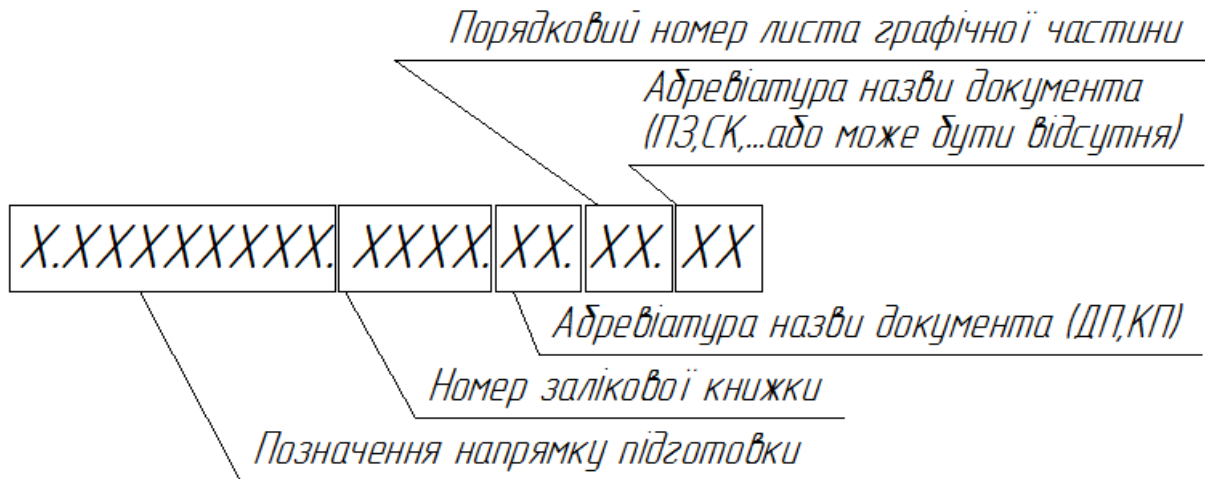 Порядковий номер листа графічної частини
Абревіатура назви документа
(ПЗ,СК,...або може бути відсутня)
X.XXXXXXXX. XXXX. XX. XX. XX
Абревіатура назви документа (ДП,КП)
Номер залікової книжки
Позначення напрямку підготовки